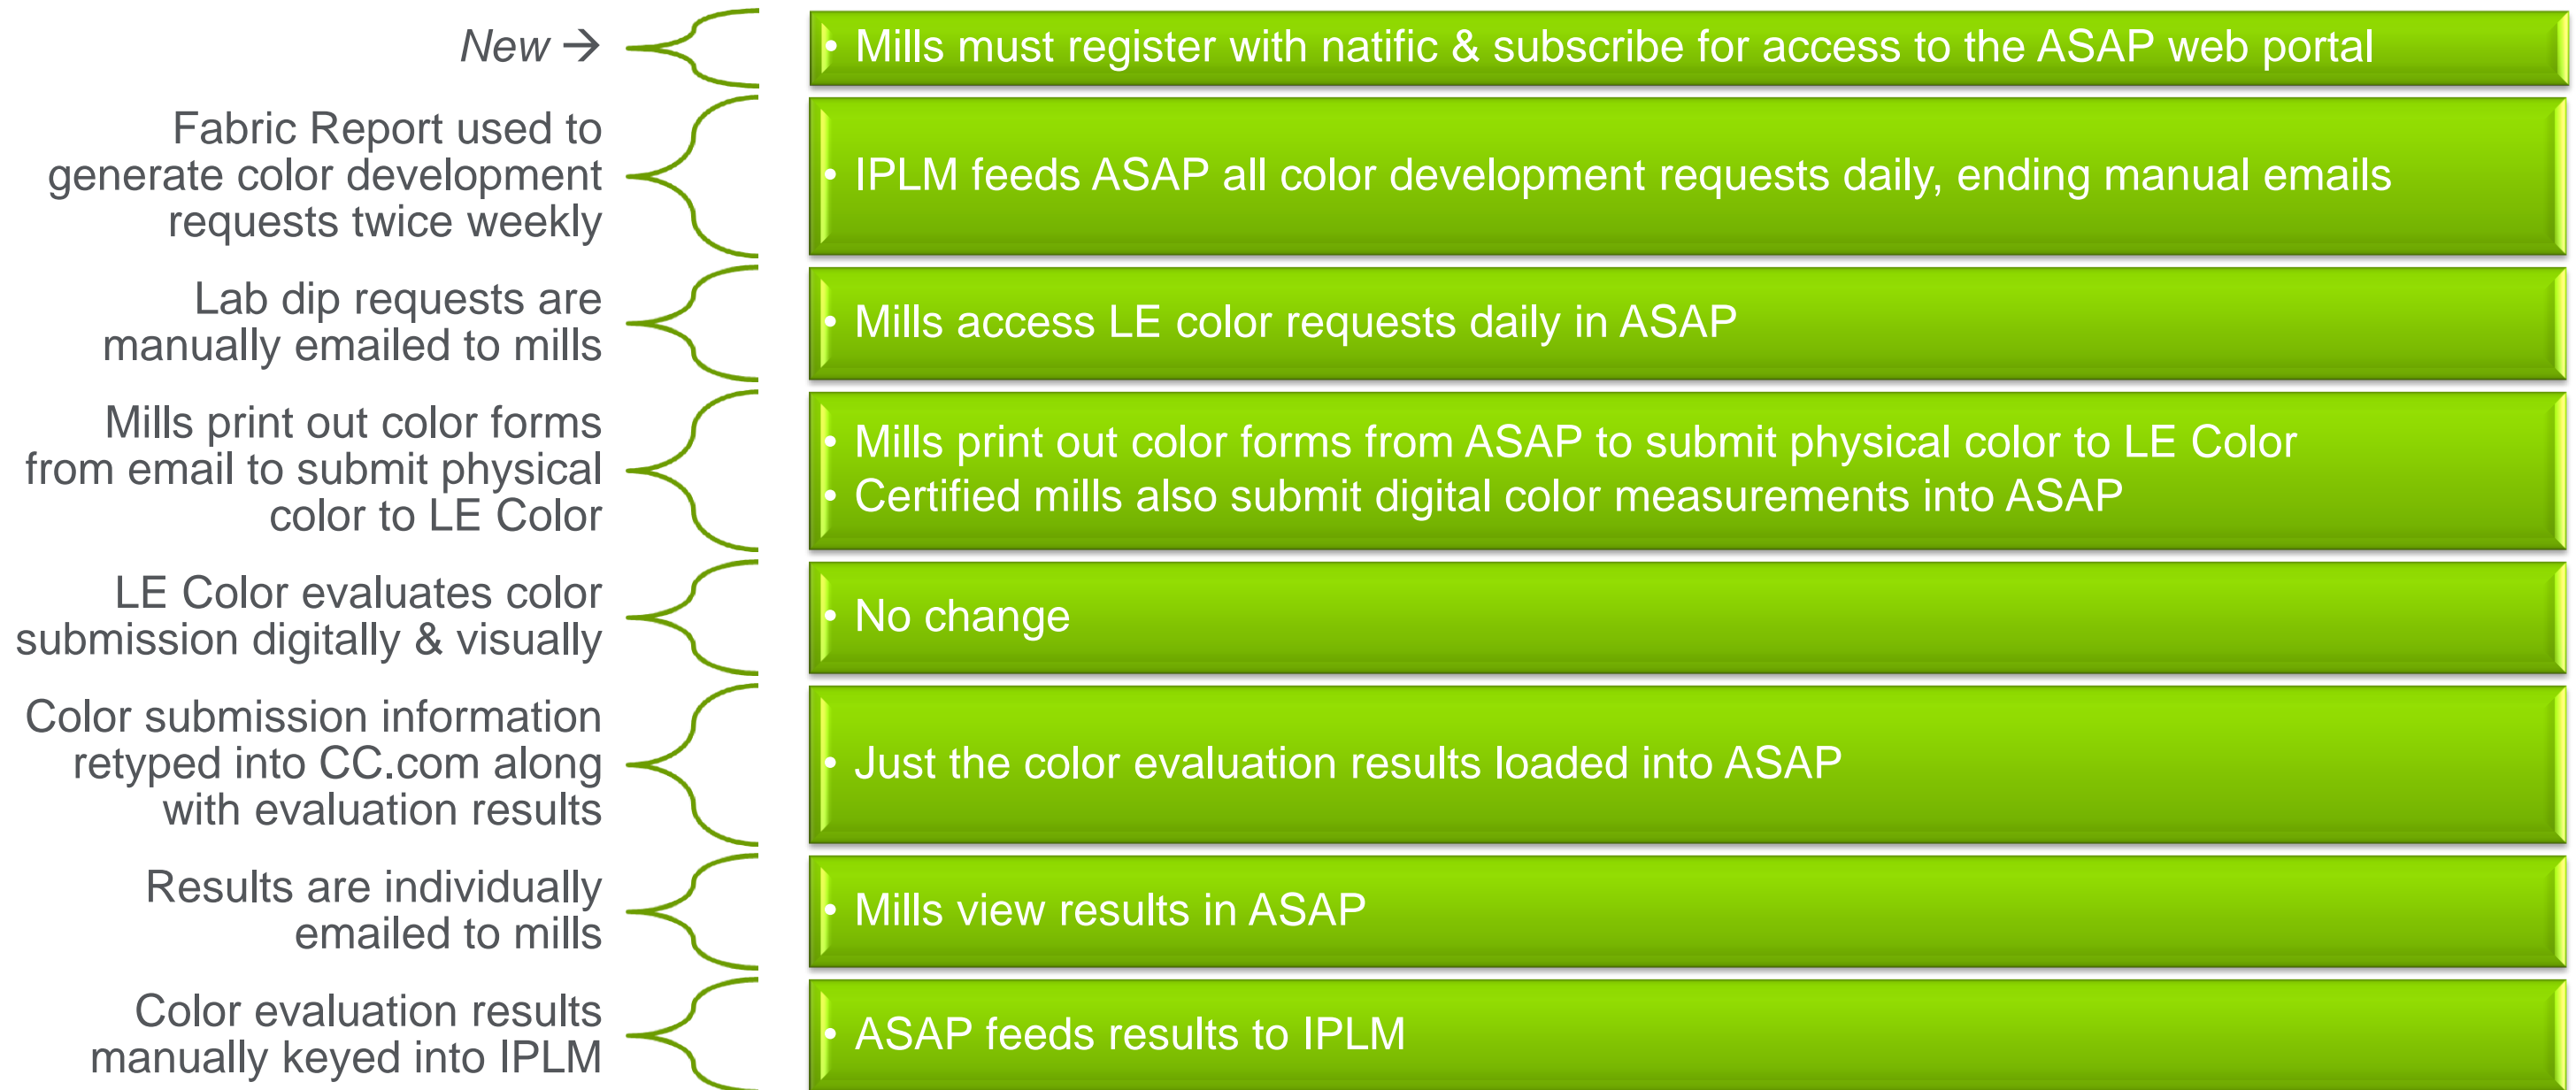 New →
• Mills must register with natific & subscribe for access to the ASAP web portal
Fabric Report used to
generate color development
requests twice weekly
• IPLM feeds ASAP all color development requests daily, ending manual emails
Lab dip requests are
manually emailed to mills
• Mills access LE color requests daily in ASAP
Mills print out color forms
from email to submit physical
color to LE Color
• Mills print out color forms from ASAP to submit physical color to LE Color
• Certified mills also submit digital color measurements into ASAP
LE Color evaluates color
submission digitally & visually
• No change
Color submission information
retyped into CC.com along
with evaluation results
• Just the color evaluation results loaded into ASAP
Results are individually
emailed to mills
• Mills view results in ASAP
Color evaluation results
manually keyed into IPLM
• ASAP feeds results to IPLM